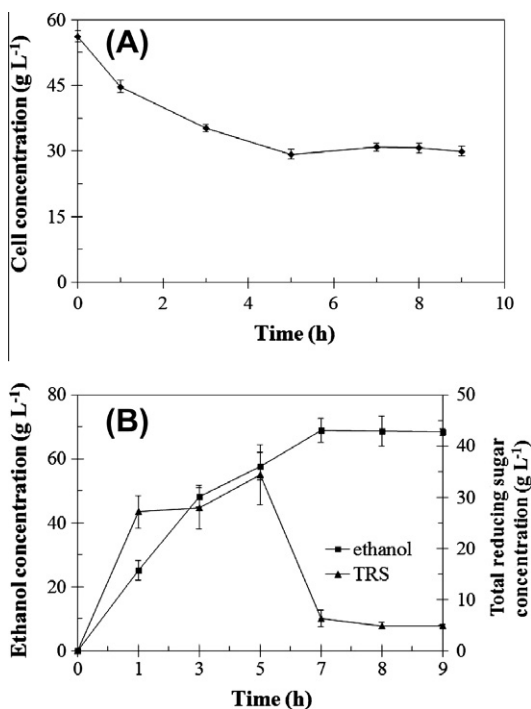 (A)
Cell concentration (g L-1)
60
45
30
15
0
0 2 4 6 8 10
Time (h)
(B)
Ethanol concentration (g L-1)
80
60
40
20
0
50
40
30
20
10
0
Total reducing sugar
concentration (g L-1)
ethanol
TRS
0 1 3 5 7 8 9
Time (h)